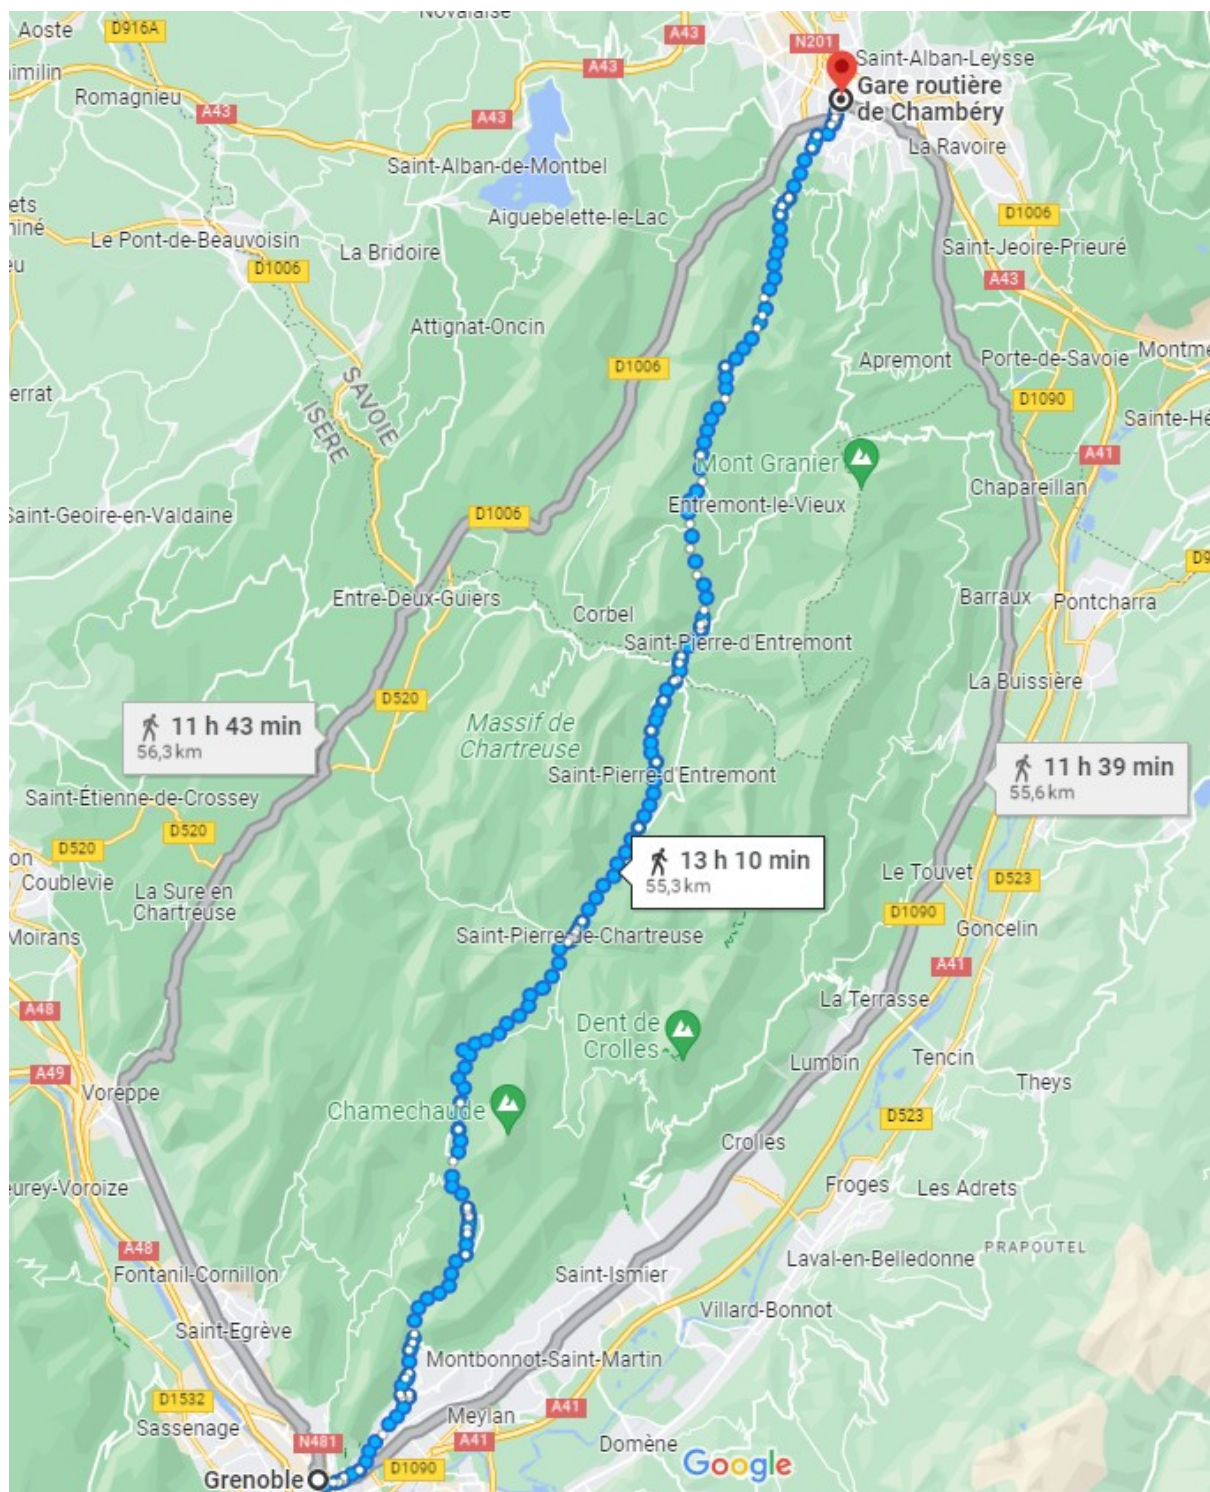 Novalaise
Aoste
D916A
A43
N201
Saint-Alban-Leysse
A43
Gare routière
de Chambéry
Romagnieu
A43
A43
La Ravoire
Saint-Alban-de-Montbel
Aiguebelette-le-Lac
D1006
Le Pont-de-Beauvoisin
La Bridoire
Saint-Jeoire-Prieuré
D1006
A43
Attignat-Oncin
Apremont
Porte-de-Savoie
D1006
SAVOIE
ISÈRE
D1090
A41
Mont Granier
Chapareillan
Entremont-le-Vieux
D1006
Saint-Geoire-en-Valdaine
Entre-Deux-Guiers
Barraux
Pontcharra
Corbel
Saint-Pierre-d'Entremont
La Buissière
D520
11 h 43 min
56,3 km
Massif de
Chartreuse
Saint-Pierre-d'Entremont
11 h 39 min
55,6 km
Saint-Étienne-de-Crossey
D520
D520
Coublevie
13 h 10 min
55,3 km
Le Touvet
D523
La Sure en
Chartreuse
D1090
Goncelin
Moirans
Saint-Pierre-de-Chartreuse
A41
La Terrasse
A48
Dent de
Crolles
Lumbin
Tencin
A49
Theys
Voreppe
Chamechaude
D523
Crolles
Froges
Les Adrets
A48
PRAPOUTEL
Laval-en-Belledonne
Fontanil-Cornillon
Saint-Ismier
Villard-Bonnot
Saint-Egrève
Montbonnot-Saint-Martin
D1532
A41
Meylan
Sassenage
N481
A41
Domène
Google
D1090
Grenoble